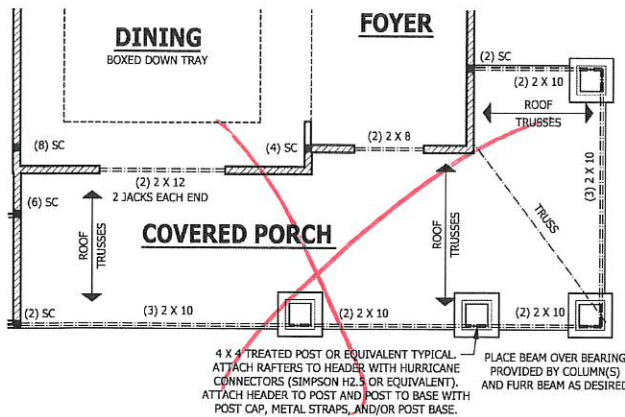 DINING
BOXED DOWN TRAY
FOYER
(2) SC
(2) 2 X 10
ROOF
TRUSSES
(8) SC
(4) SC
(2) 2 X 8
(2) 2 X 12
2 JACKS EACH END
(3) 2 X 10
(6) SC
ROOF
TRUSSES
COVERED PORCH
ROOF
TRUSSES
TRUSS
(2) SC
(3) 2 X 10
(2) 2 X 10
(2) 2 X 10
4 X 4 TREATED POST OR EQUIVALENT TYPICAL.
ATTACH RAFTERS TO HEADER WITH HURRICANE
CONNECTORS (SIMPSON H2.5 OR EQUIVALENT).
ATTACH HEADER TO POST AND POST TO BASE WITH
POST CAP, METAL STRAPS, AND/OR POST BASE.
PLACE BEAM OVER BEARING
PROVIDED BY COLUMN(S)
AND FURR BEAM AS DESIRED